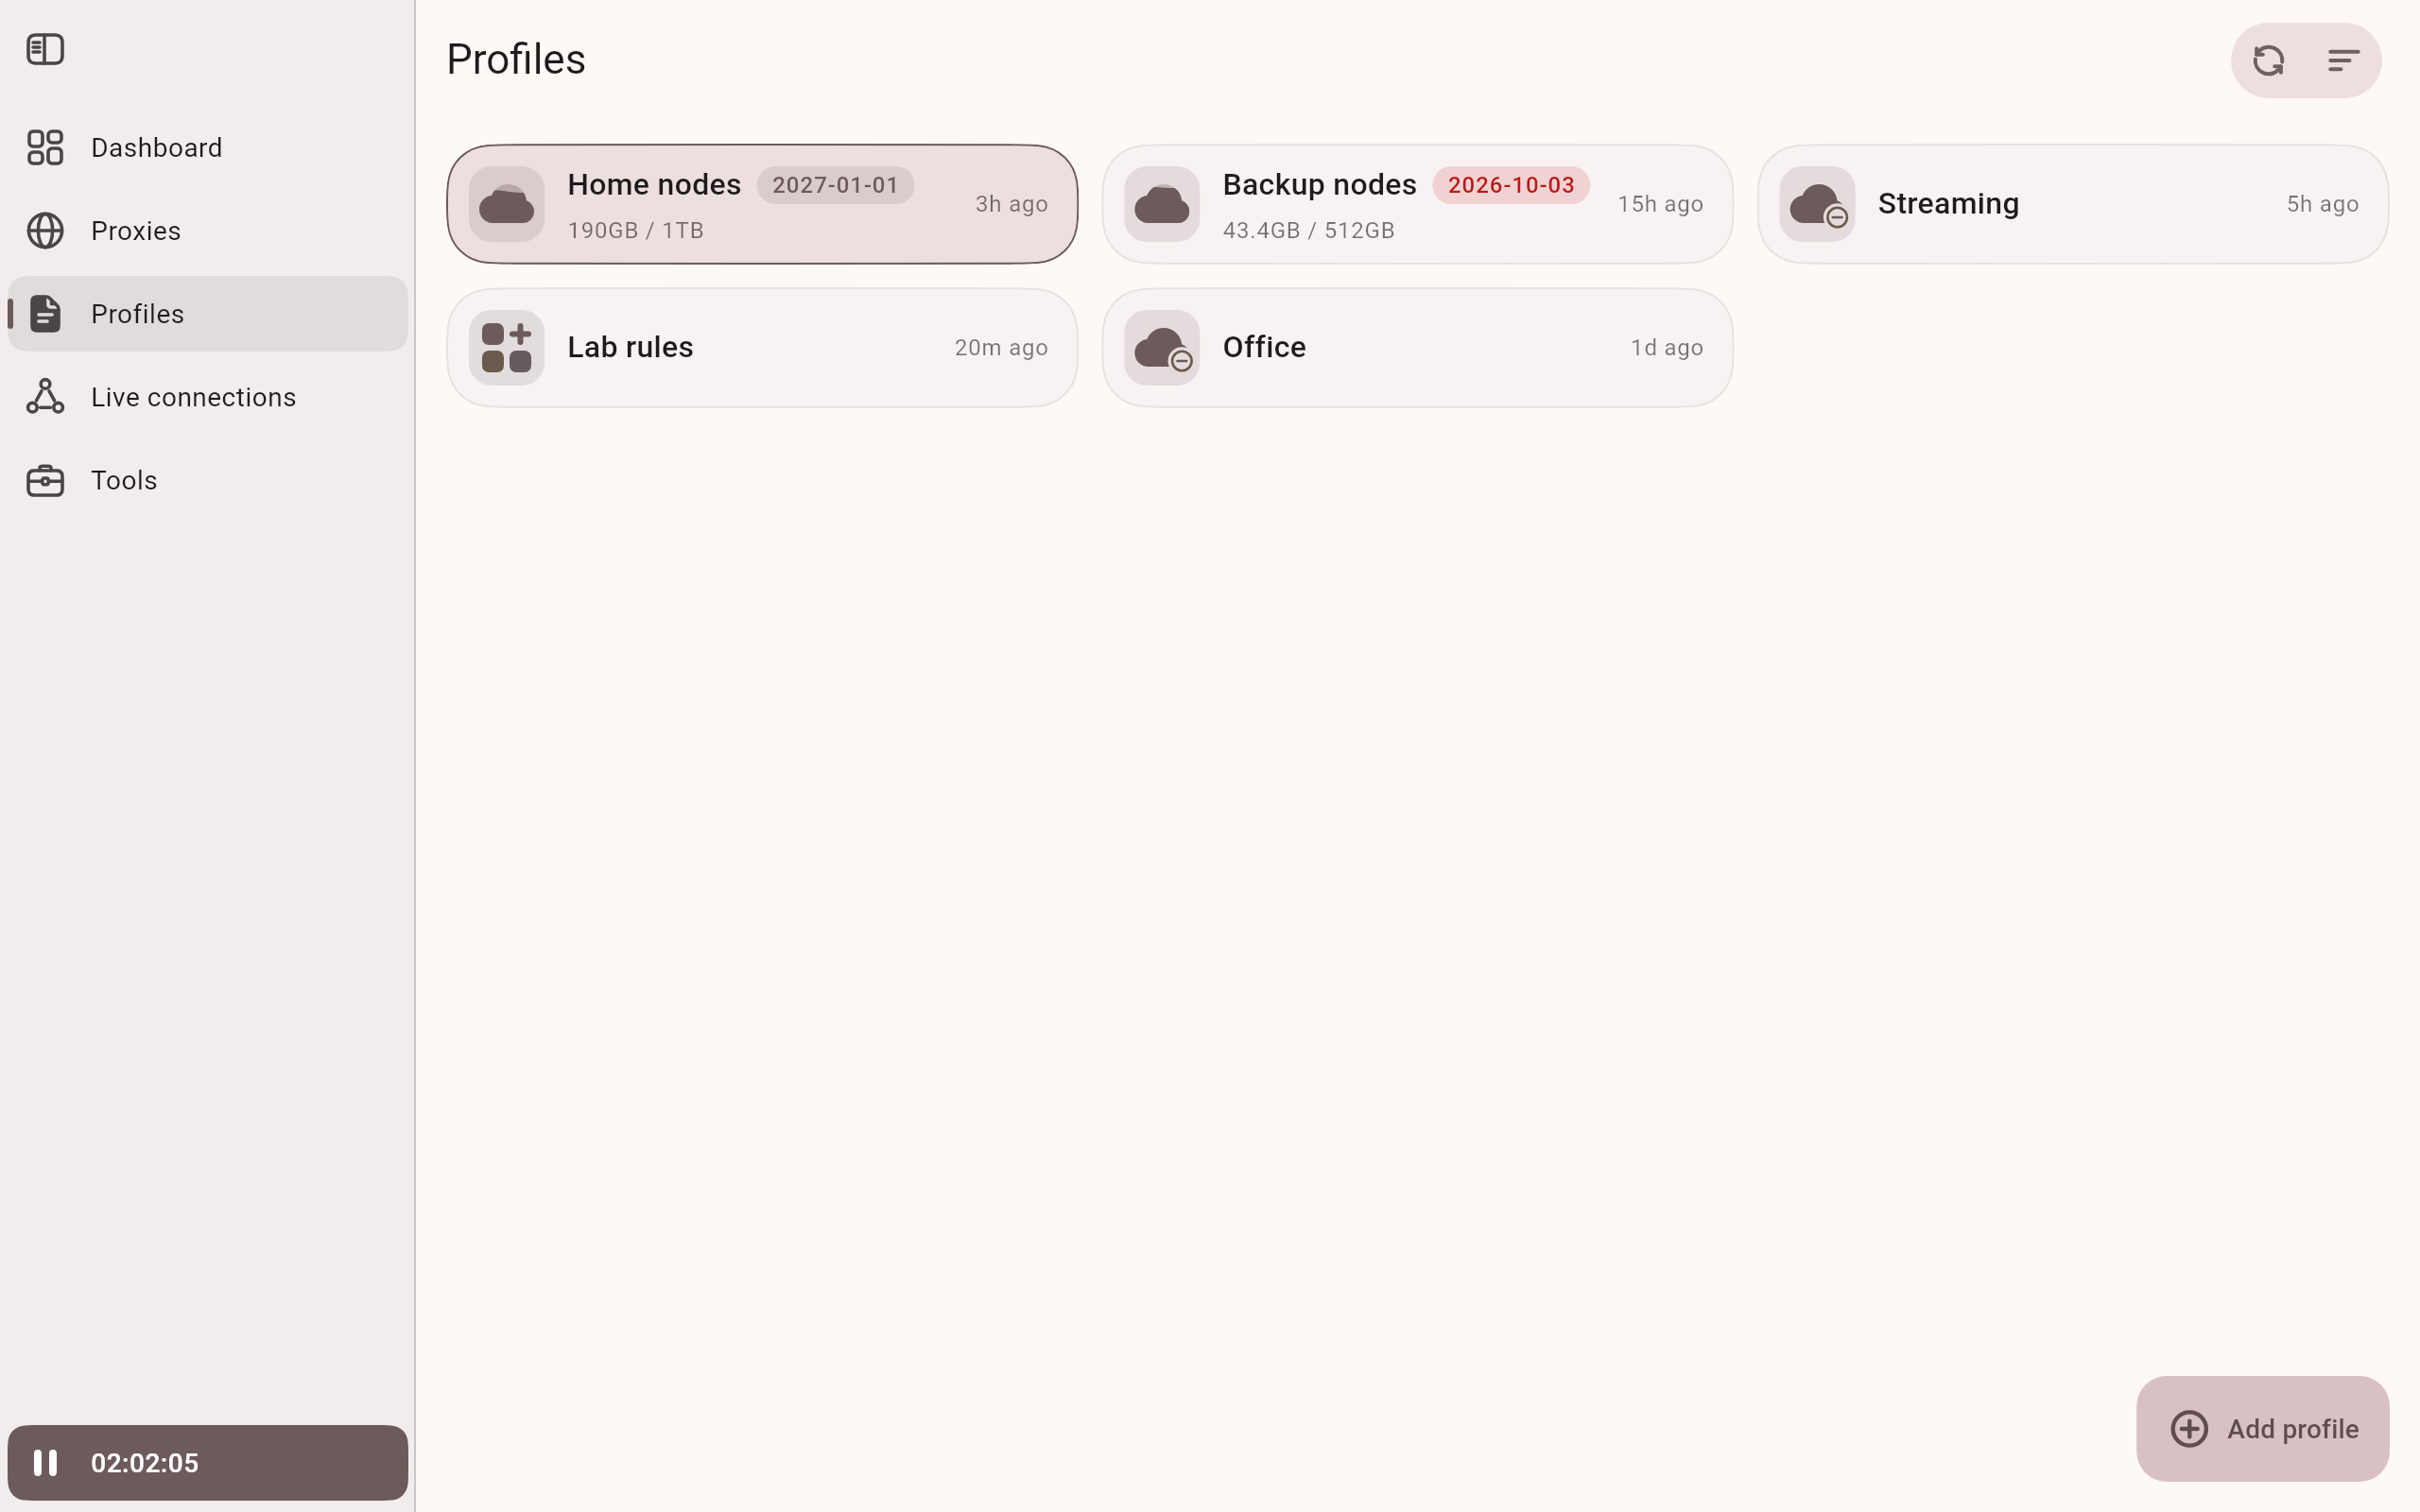 Profiles
Dashboard
Proxies
Profiles
Live connections
Tools
Home nodes 2027-01-01
190GB / 1TB
3h ago
Backup nodes 2026-10-03
43.4GB / 512GB
15h ago
Streaming
5h ago
Lab rules
20m ago
Office
1d ago
02:02:05
Add profile